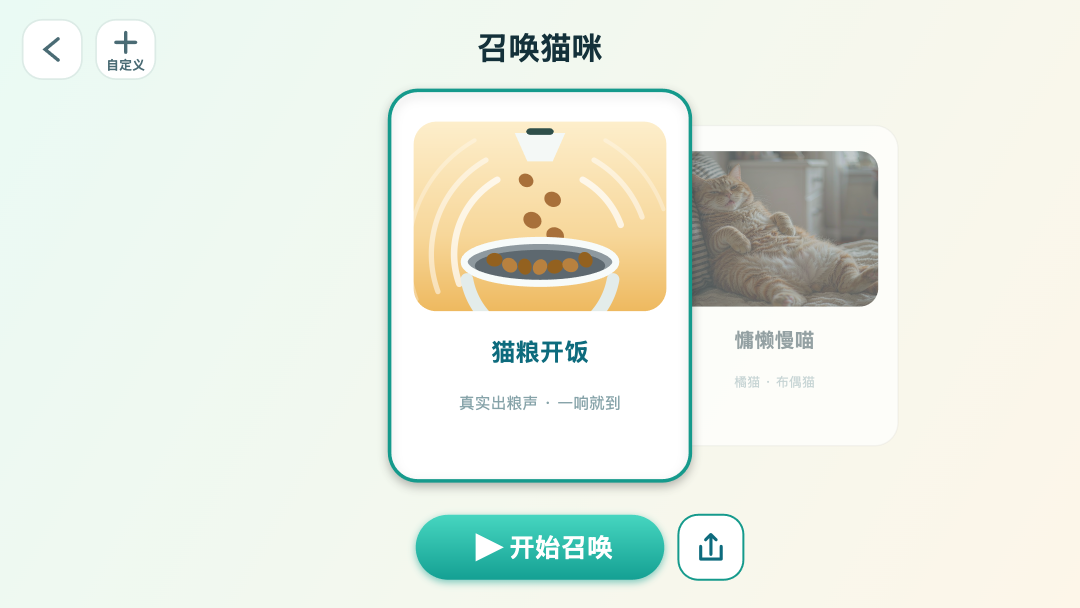 召唤猫咪
自定义
猫粮开饭
真实出粮声 · 一响就到
慵懒慢喵
橘猫 · 布偶猫
开始召唤